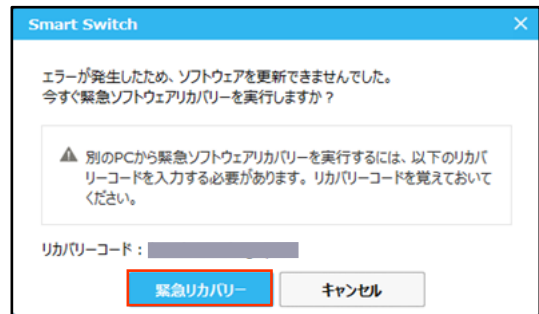 Smart Switch
エラーが発生したため、ソフトウェアを更新できませんでした。
今すぐ緊急ソフトウェアリカバリーを実行しますか？
別のPCから緊急ソフトウェアリカバリーを実行するには、以下のリカバ
リーコードを入力する必要があります。リカバリーコードを覚えておいて
ください。
リカバリーコード：
緊急リカバリー
キャンセル